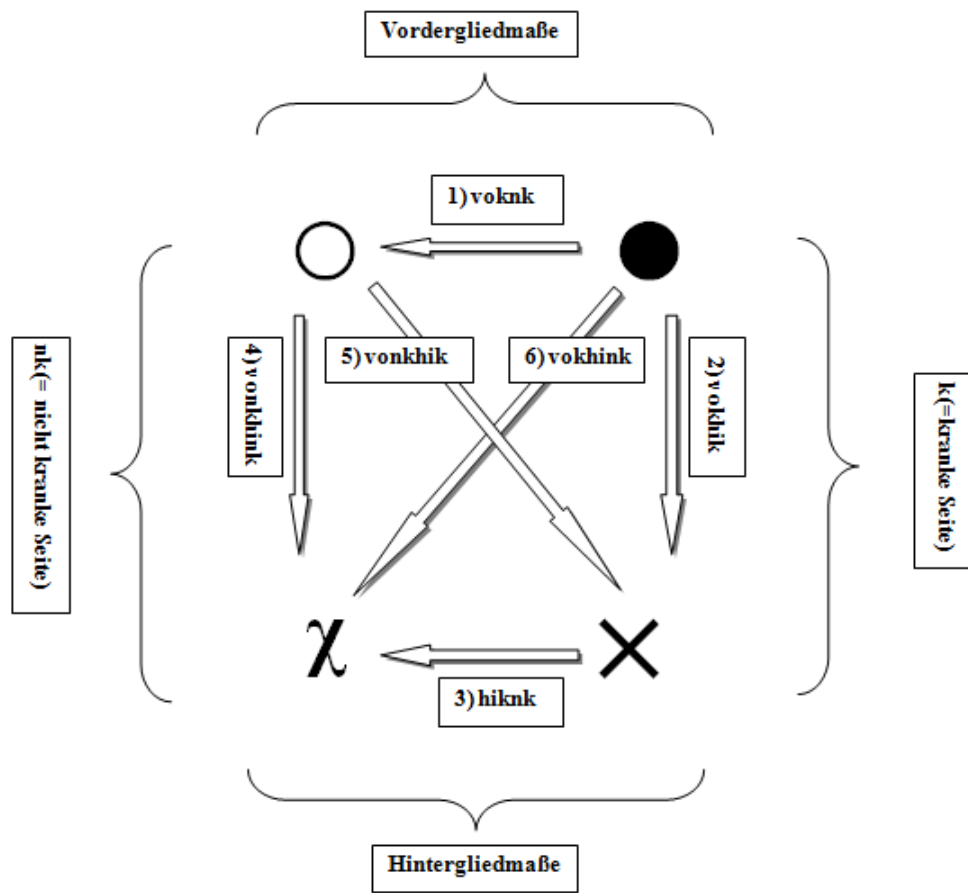 Vordergliedmaße
1) voknk
nk(= nicht kranke Seite)
4) vonkhink
5) vonkhik
6) vokhink
2) vokhik
k(=kranke Seite)
χ
3) hiknk
Hintergliedmaße